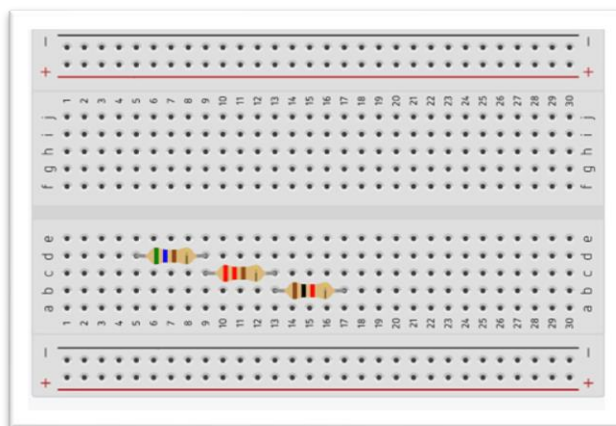 − −
+ +
1 2 3 4 5 6 7 8 9 10 11 12 13 14 15 16 17 18 19 20 21 22 23 24 25 26 27 28 29 30
j j
i i
h h
g g
f f
e e
d d
c c
b b
a a
1 2 3 4 5 6 7 8 9 10 11 12 13 14 15 16 17 18 19 20 21 22 23 24 25 26 27 28 29 30
− −
+ +